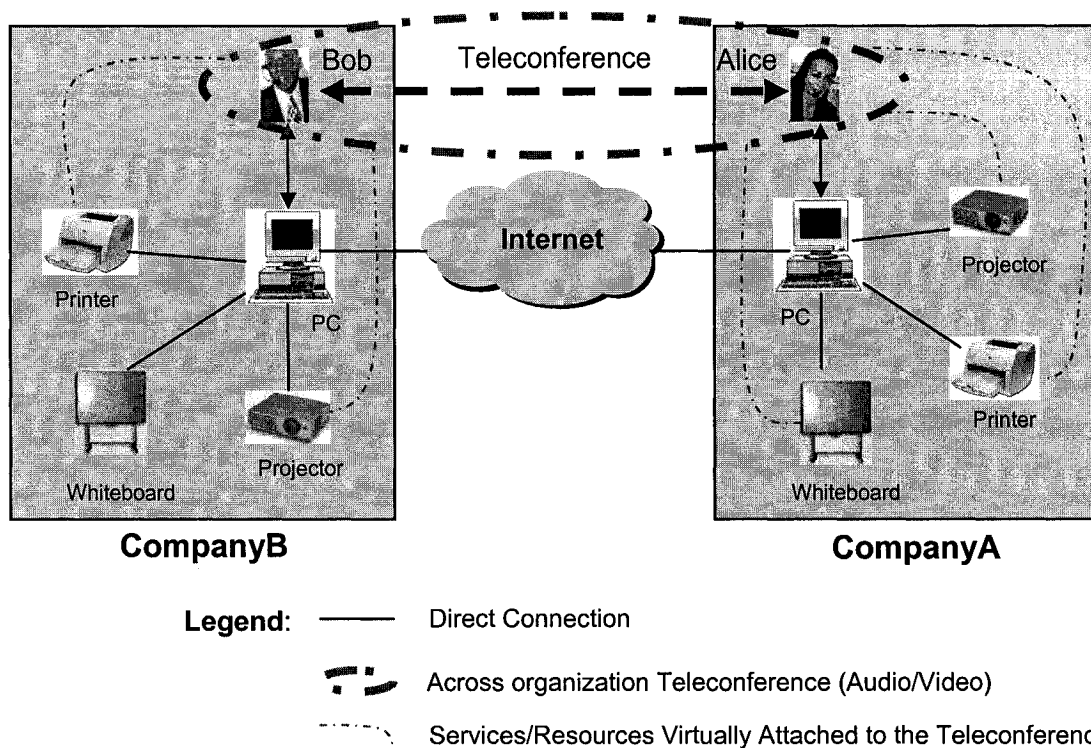 Bob
Teleconference
Alice
Internet
Printer
PC
Projector
Whiteboard
Projector
PC
Printer
Whiteboard
CompanyB
CompanyA
Legend:
Direct Connection
Across organization Teleconference (Audio/Video)
Services/Resources Virtually Attached to the Teleconferenc